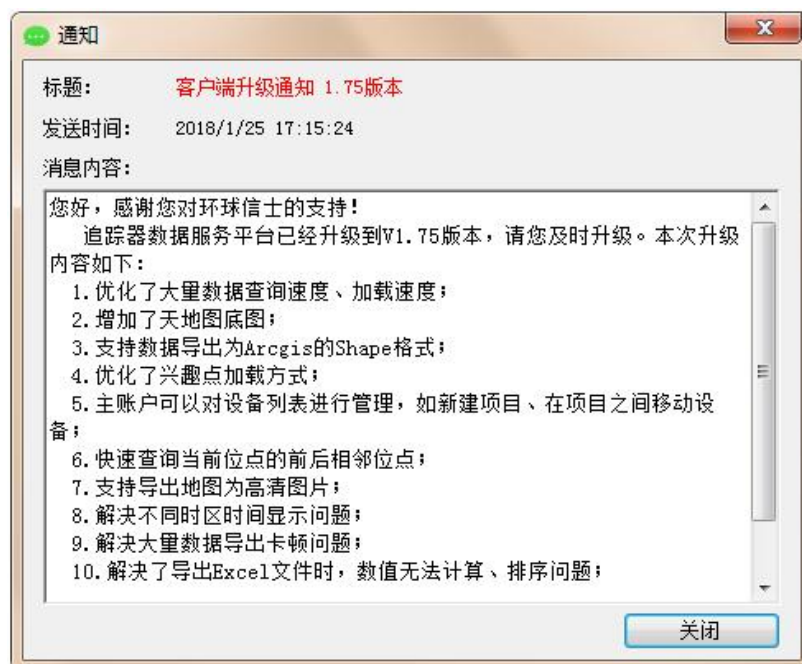 通知
标题： 客户端升级通知 1.75版本
发送时间： 2018/1/25 17:15:24
消息内容：
您好，感谢您对环球信士的支持！
追踪器数据服务平台已经升级到V1.75版本，请您及时升级。本次升级
内容如下：
1.优化了大量数据查询速度、加载速度；
2.增加了天地图底图；
3.支持数据导出为Arcgis的Shape格式；
4.优化了兴趣点加载方式；
5.主账户可以对设备列表进行管理，如新建项目、在项目之间移动设
备；
6.快速查询当前位点的前后相邻位点；
7.支持导出地图为高清图片；
8.解决不同时区时间显示问题；
9.解决大量数据导出卡顿问题；
10.解决了导出Excel文件时，数值无法计算、排序问题；
关闭